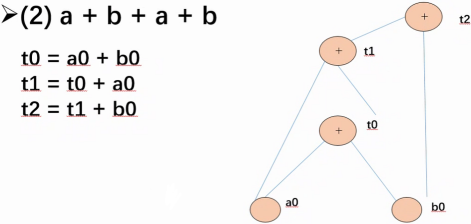 ➢(2) a + b + a + b
t0 = a0 + b0
t1 = t0 + a0
t2 = t1 + b0
+ t2
+ t1
t0
+
a0
b0